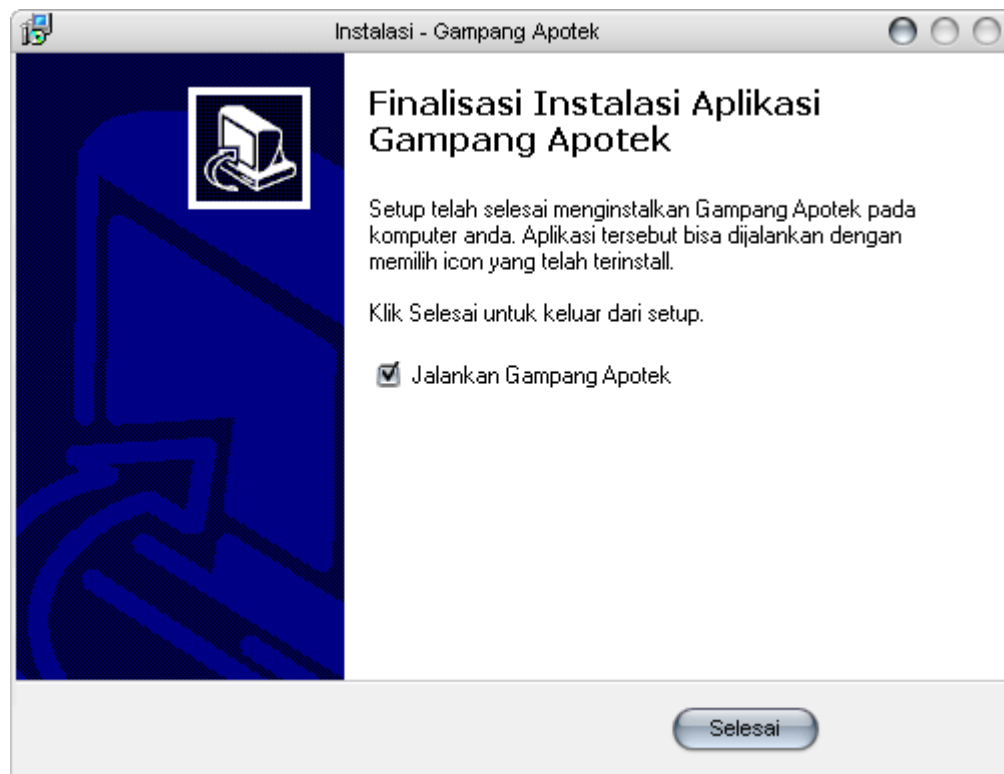 Instalasi - Gampang Apotek
Finalisasi Instalasi Aplikasi
Gampang Apotek
Setup telah selesai menginstalkan Gampang Apotek pada
komputer anda. Aplikasi tersebut bisa dijalankan dengan
memilih icon yang telah terinstall.
Klik Selesai untuk keluar dari setup.
Jalankan Gampang Apotek
Selesai